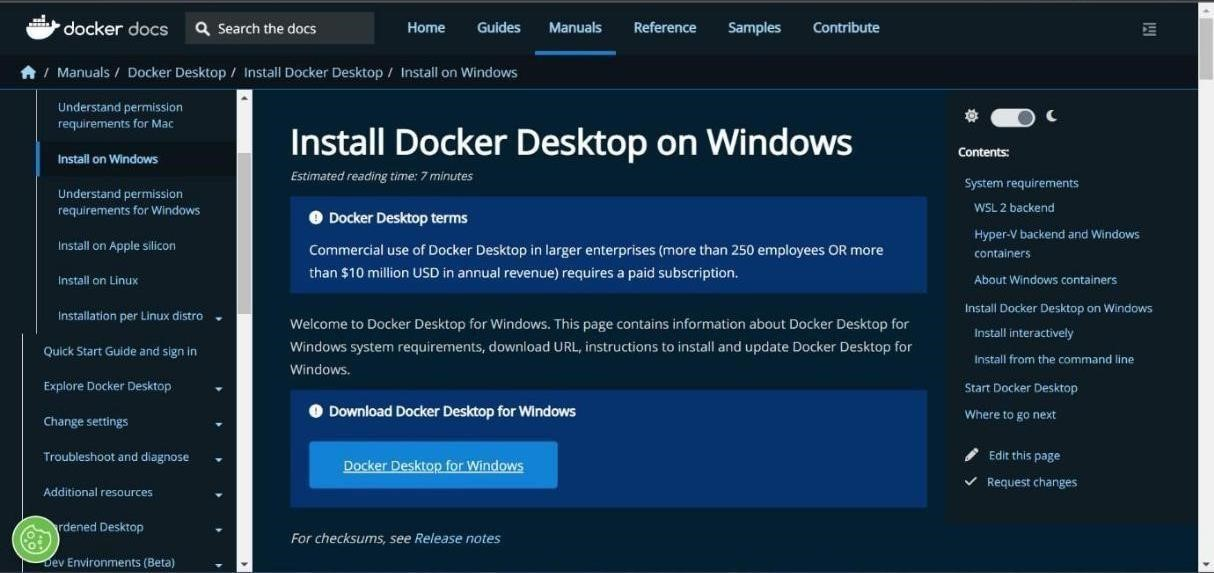 docker docs
Search the docs
Home
Guides
Manuals
Reference
Samples
Contribute
/ Manuals / Docker Desktop / Install Docker Desktop / Install on Windows
Understand permission
requirements for Mac
Install on Windows
Understand permission
requirements for Windows
Install on Apple silicon
Install on Linux
Installation per Linux distro
Quick Start Guide and sign in
Explore Docker Desktop
Change settings
Troubleshoot and diagnose
Additional resources
rdened Desktop
Dev Environments (Beta)
Install Docker Desktop on Windows
Estimated reading time: 7 minutes
Docker Desktop terms
Commercial use of Docker Desktop in larger enterprises (more than 250 employees OR more
than $10 million USD in annual revenue) requires a paid subscription.
Welcome to Docker Desktop for Windows. This page contains information about Docker Desktop for
Windows system requirements, download URL, instructions to install and update Docker Desktop for
Windows.
Download Docker Desktop for Windows
Docker Desktop for Windows
For checksums, see Release notes
Contents:
System requirements
WSL 2 backend
Hyper-V backend and Windows
containers
About Windows containers
Install Docker Desktop on Windows
Install interactively
Install from the command line
Start Docker Desktop
Where to go next
Edit this page
Request changes